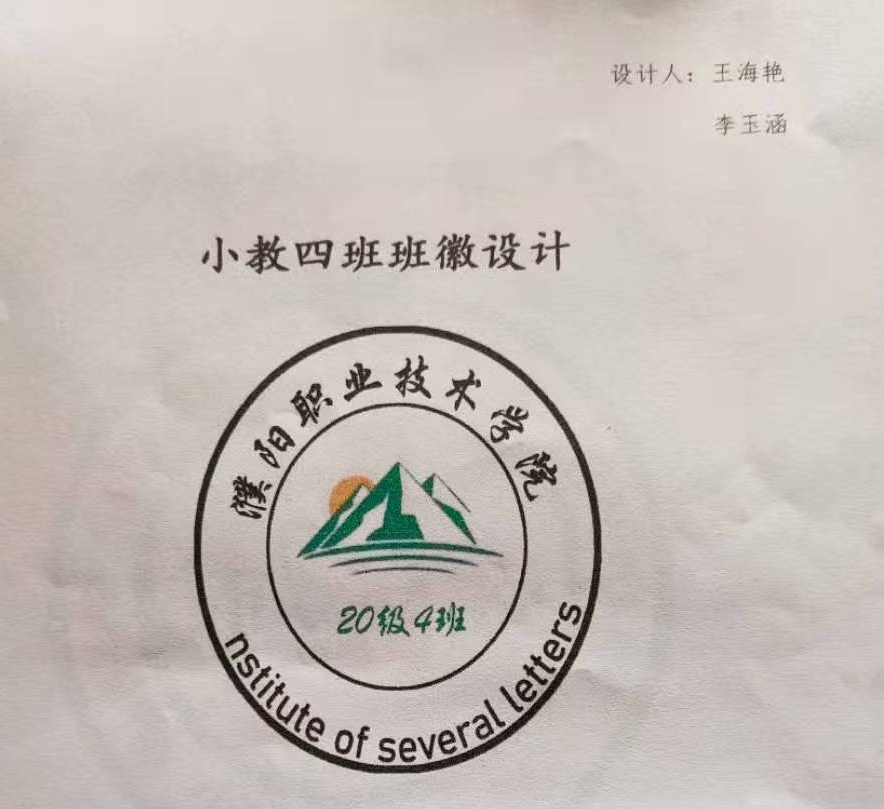 设计人：王海艳
李玉涵
小教四班班徽设计
濮阳职业技术学院
20级4班
nstitute of several letters